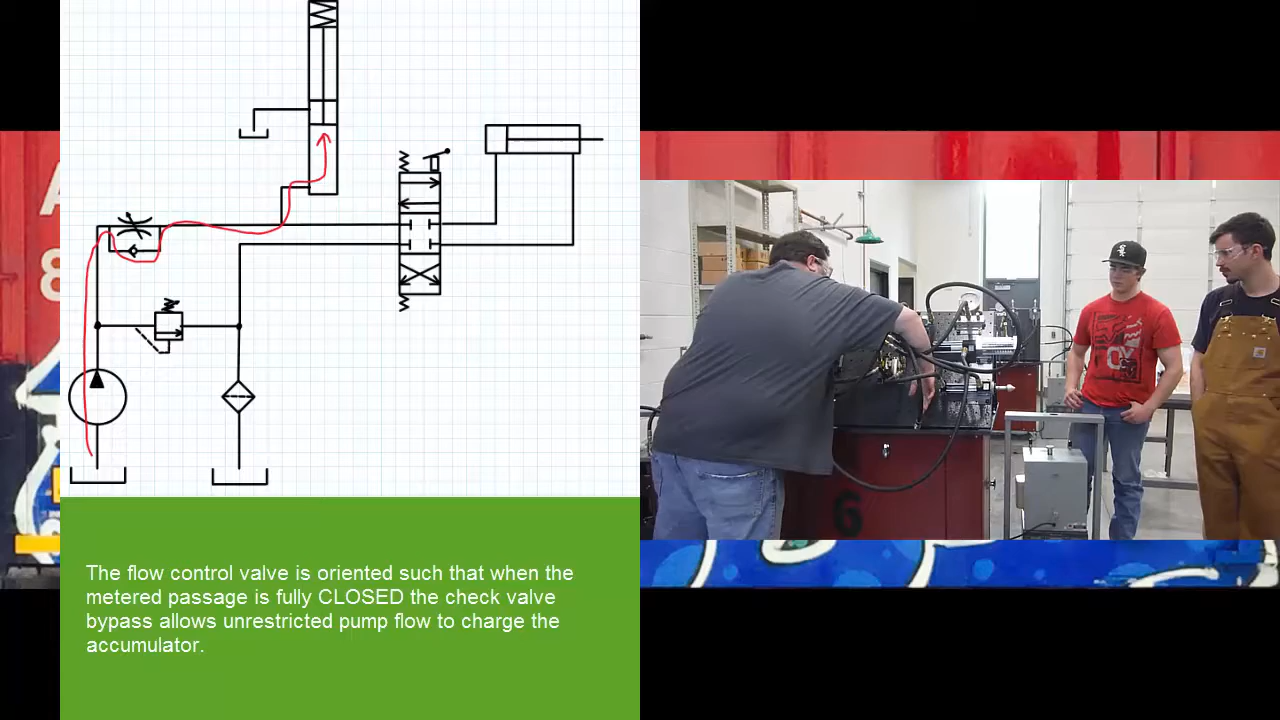 The flow control valve is oriented such that when the
metered passage is fully CLOSED the check valve
bypass allows unrestricted pump flow to charge the
accumulator.
6